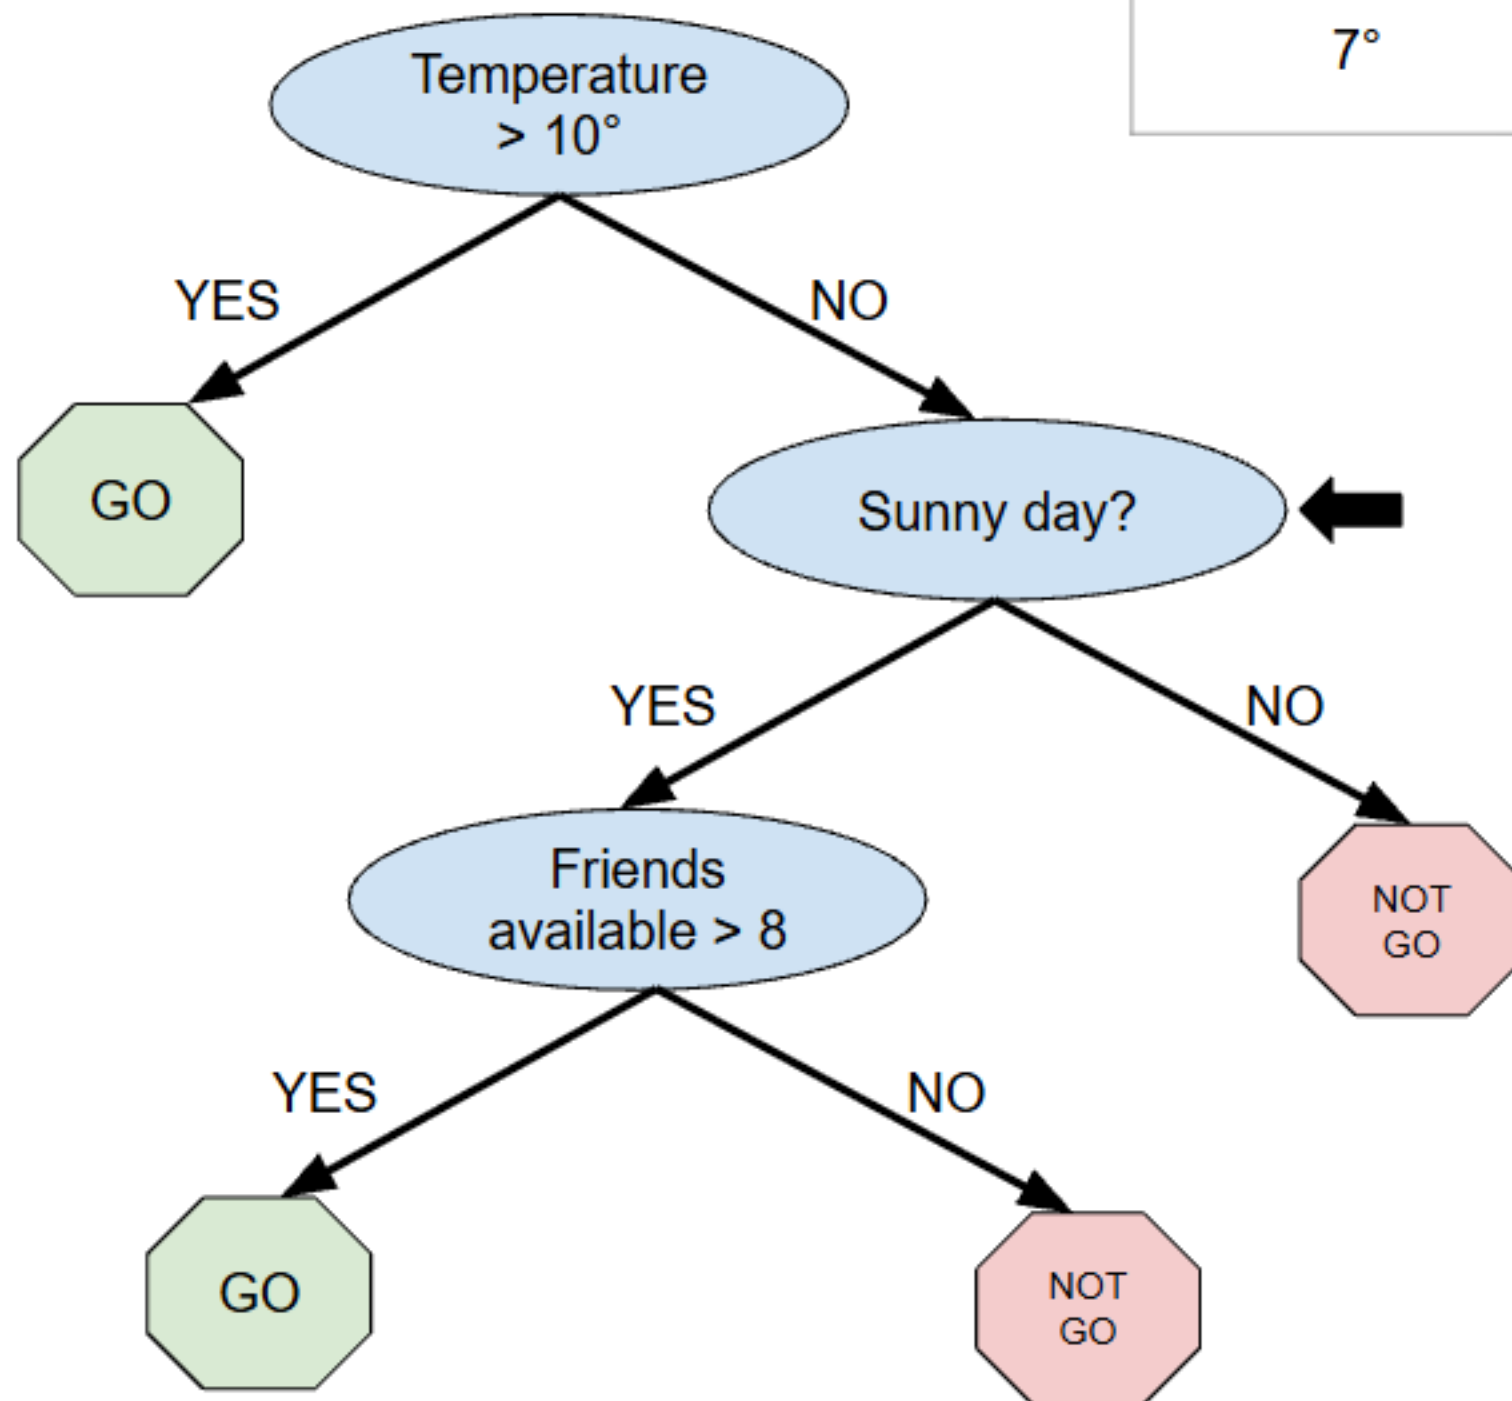 Temperature
> 10°
7°
YES
NO
GO
Sunny day?
YES
NO
Friends
available > 8
NOT
GO
YES
NO
GO
NOT
GO